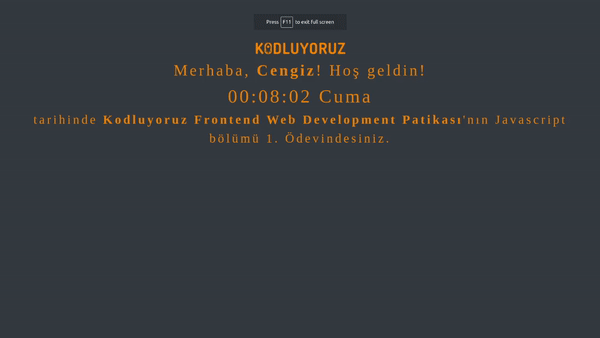 Press F11 to exit full screen
KODLUYORUZ
Merhaba, Cengiz! Hoş geldin!
00:08:02 Cuma
tarihinde Kodluyoruz Frontend Web Development Patikası'nın Javascript
bölümü 1. Ödevindesiniz.